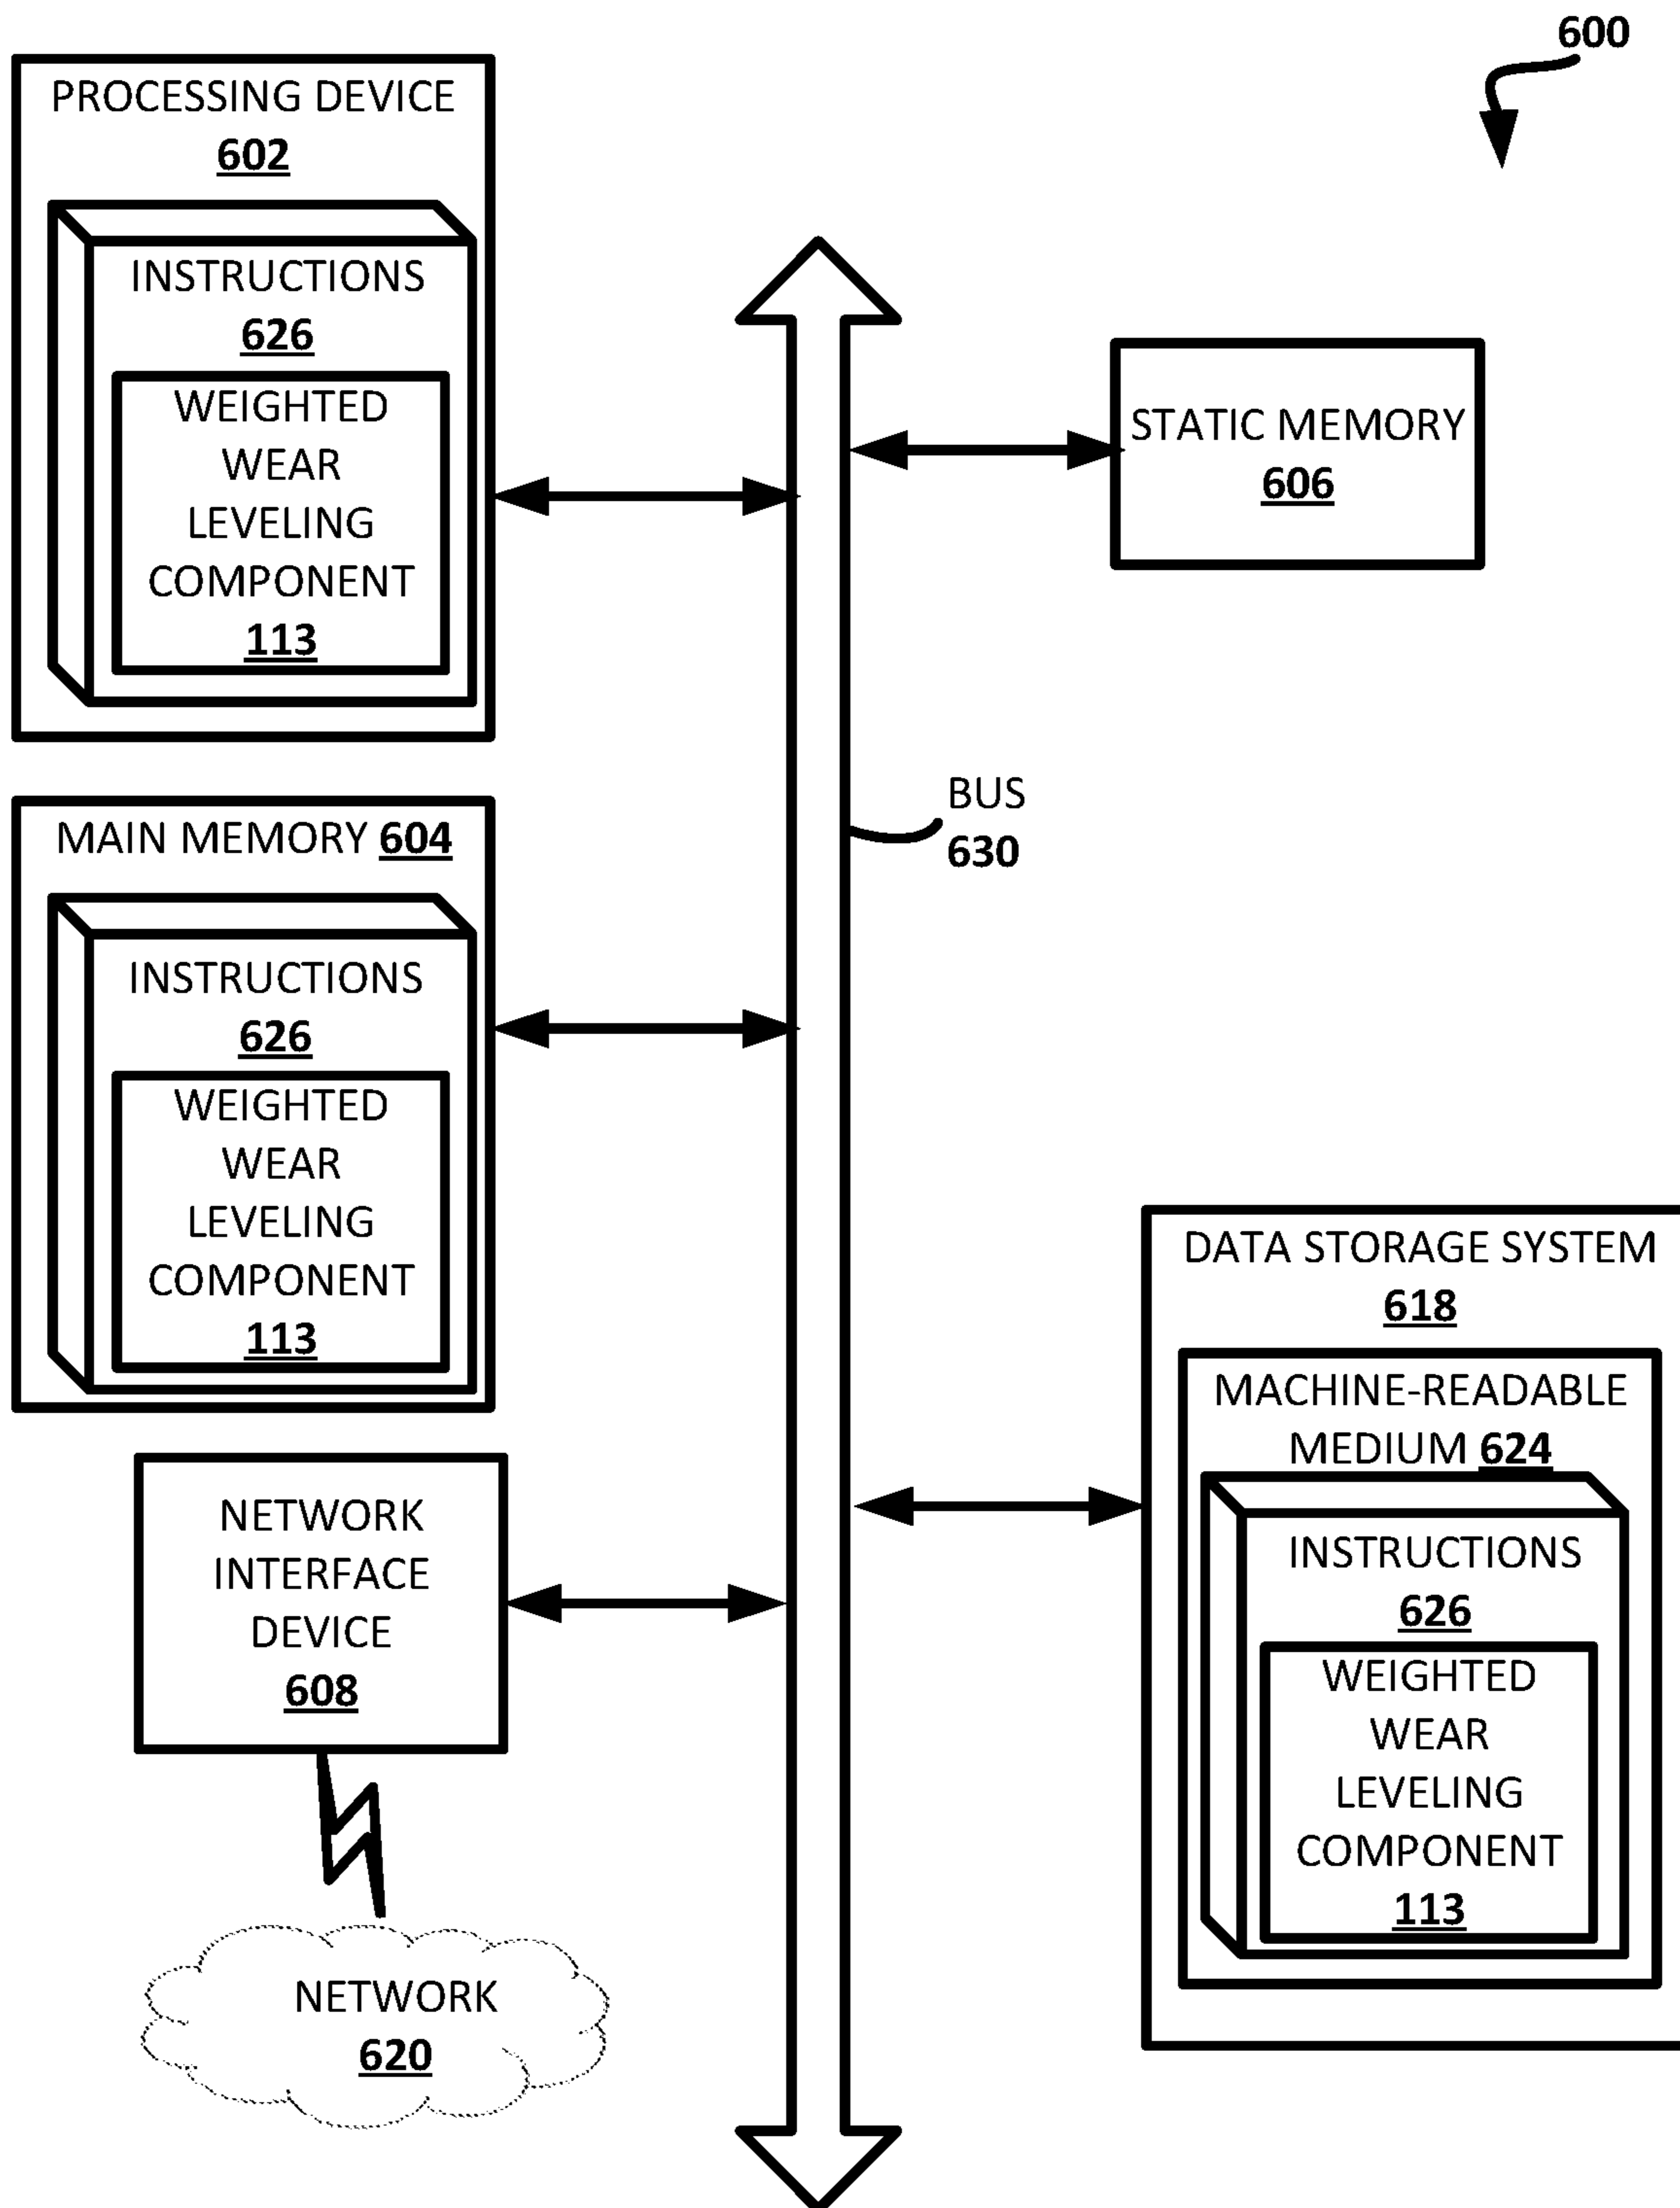 600
PROCESSING DEVICE
602
INSTRUCTIONS
626
WEIGHTED
WEAR
LEVELING
COMPONENT
113
STATIC MEMORY
606
BUS
630
MAIN MEMORY 604
INSTRUCTIONS
626
WEIGHTED
WEAR
LEVELING
COMPONENT
113
DATA STORAGE SYSTEM
618
MACHINE-READABLE
MEDIUM 624
INSTRUCTIONS
626
WEIGHTED
WEAR
LEVELING
COMPONENT
113
NETWORK
INTERFACE
DEVICE
608
NETWORK
620